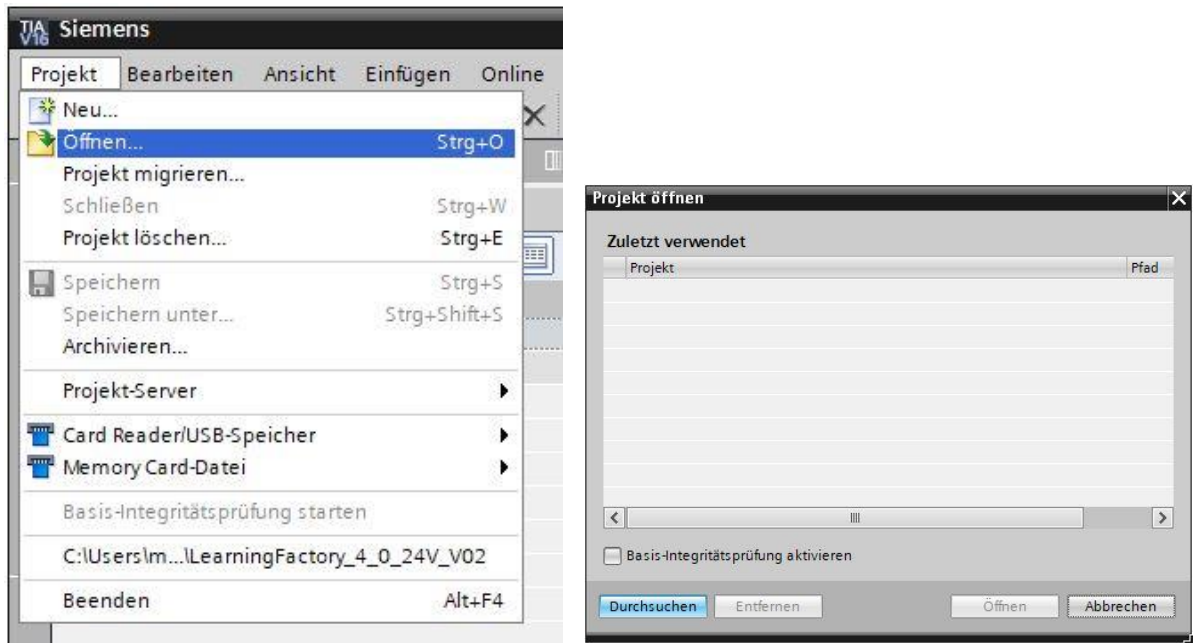 TIA V16 Siemens
Projekt Bearbeiten Ansicht Einfügen Online
Neu...
Öffnen... Strg+O
Projekt migrieren...
Schließen Strg+W
Projekt löschen... Strg+E
Speichern Strg+S
Speichern unter... Strg+Shift+S
Archivieren...
Projekt-Server
Card Reader/USB-Speicher
Memory Card-Datei
Basis-Integritätsprüfung starten
C:\Users\m...\LearningFactory_4_0_24V_V02
Beenden Alt+F4
Projekt öffnen
Zuletzt verwendet
Projekt Pfad
Basis-Integritätsprüfung aktivieren
Durchsuchen Entfernen Öffnen Abbrechen